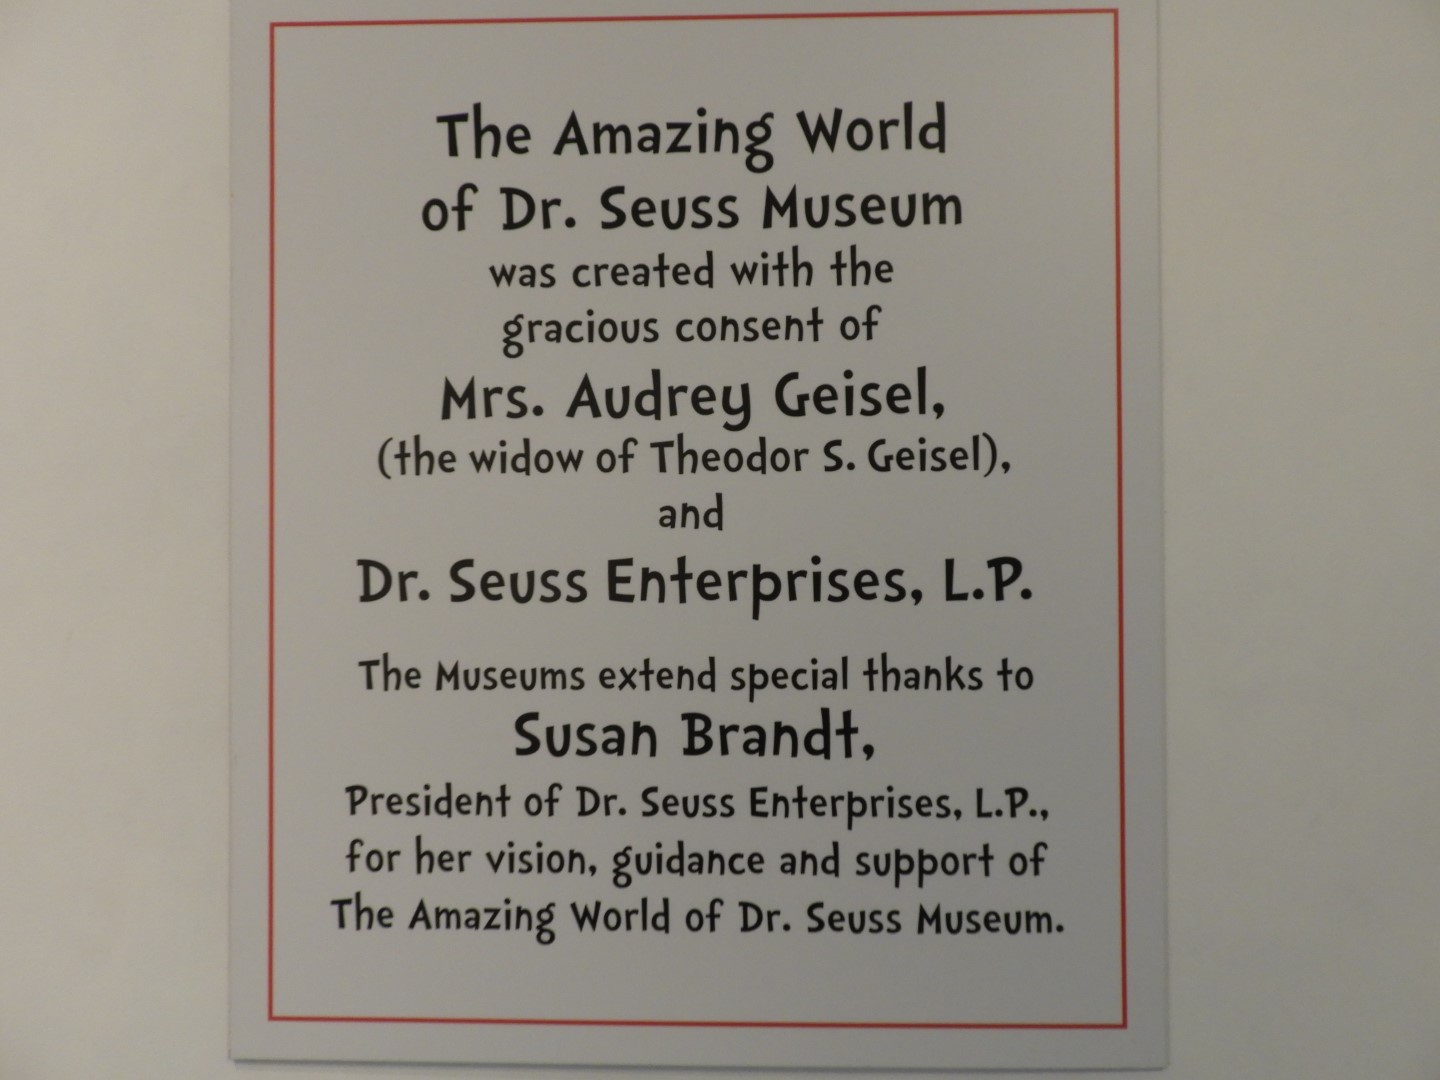 The Amazing World
of Dr. Seuss Museum
was created with the
gracious consent of
Mrs. Audrey Geisel,
(the widow of Theodor S. Geisel),
and
Dr. Seuss Enterprises, L.P.
The Museums extend special thanks to
Susan Brandt,
President of Dr. Seuss Enterprises, L.P.,
for her vision, guidance and support of
The Amazing World of Dr. Seuss Museum.